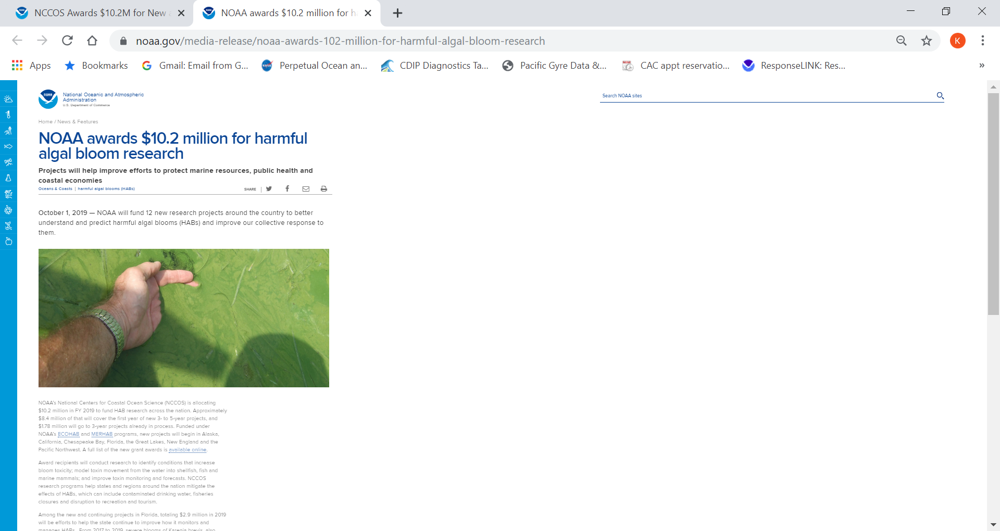 NCCOS Awards $10.2M for New
NOAA awards $10.2 million for h
noaa.gov/media-release/noaa-awards-102-million-for-harmful-algal-bloom-research
K
Apps
Bookmarks
Gmail: Email from G...
Perpetual Ocean an...
CDIP Diagnostics Ta...
Pacific Gyre Data &...
CAC appt reservatio...
ResponseLINK: Res...
»
NOAA
National Oceanic and Atmospheric
Administration
U.S. Department of Commerce
Search NOAA sites
Home / News & Features
NOAA awards $10.2 million for harmful
algal bloom research
Projects will help improve efforts to protect marine resources, public health and
coastal economies
Oceans & Coasts | harmful algal blooms (HABs)
SHARE |
October 1, 2019 — NOAA will fund 12 new research projects around the country to better
understand and predict harmful algal blooms (HABs) and improve our collective response to
them.
NOAA's National Centers for Coastal Ocean Science (NCCOS) is allocating
$10.2 million in FY 2019 to fund HAB research across the nation. Approximately
$8.4 million of that will cover the first year of new 3- to 5-year projects, and
$1.78 million will go to 3-year projects already in process. Funded under
NOAA's ECOHAB and MERHAB programs, new projects will begin in Alaska,
California, Chesapeake Bay, Florida, the Great Lakes, New England and the
Pacific Northwest. A full list of the new grant awards is available online.
Award recipients will conduct research to identify conditions that increase
bloom toxicity; model toxin movement from the water into shellfish, fish and
marine mammals; and improve toxin monitoring and forecasts. NCCOS
research programs help states and regions around the nation mitigate the
effects of HABs, which can include contaminated drinking water, fisheries
closures and disruption to recreation and tourism.
Among the new and continuing projects in Florida, totaling $2.9 million in 2019
will be efforts to help the state continue to improve how it monitors and
manages HABs. From 2017 to 2019, severe blooms of Karenia brevis, also